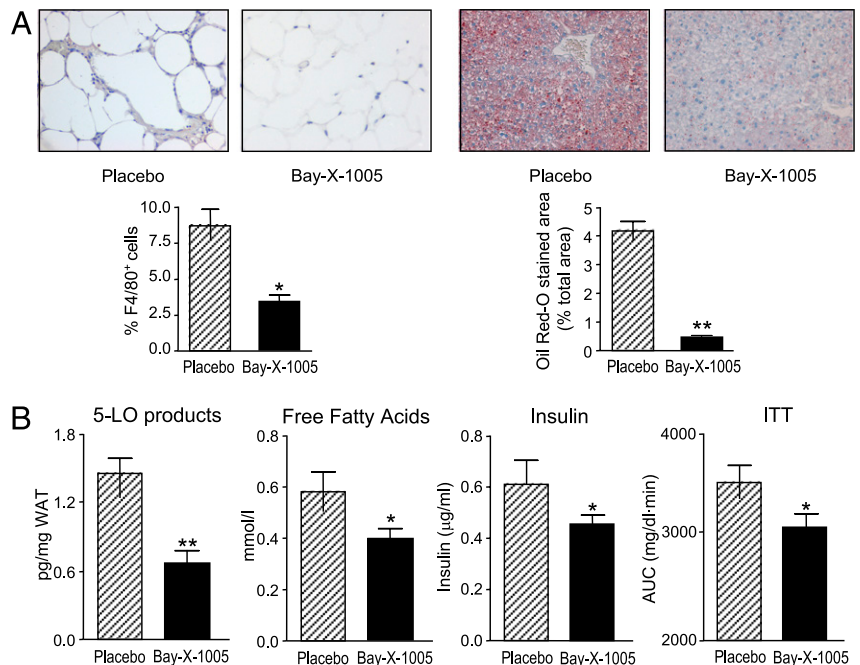 A
Placebo
Bay-X-1005
Placebo
Bay-X-1005
% F4/80⁺ cells
10.0
7.5
5.0
2.5
0.0
*
Placebo Bay-X-1005
Oil Red-O stained area
(% total area)
5
4
3
2
1
0
**
Placebo Bay-X-1005
B
5-LO products
pg/mg WAT
1.8
1.2
0.6
0.0
**
Placebo Bay-X-1005
Free Fatty Acids
mmol/l
0.8
0.6
0.4
0.2
0.0
*
Placebo Bay-X-1005
Insulin
Insulin (μg/ml)
0.8
0.6
0.4
0.2
0.0
*
Placebo Bay-X-1005
ITT
AUC (mg/dl·min)
4000
3000
2000
*
Placebo Bay-X-1005